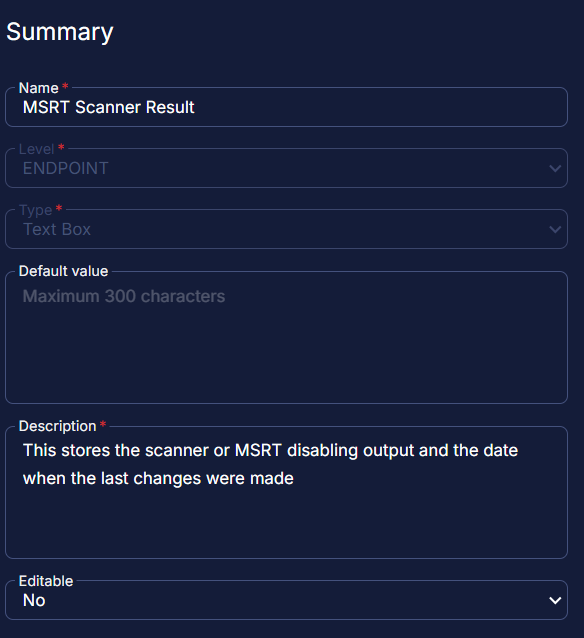 Summary
Name *
MSRT Scanner Result
Level *
ENDPOINT
Type *
Text Box
Default value
Maximum 300 characters
Description *
This stores the scanner or MSRT disabling output and the date
when the last changes were made
Editable
No